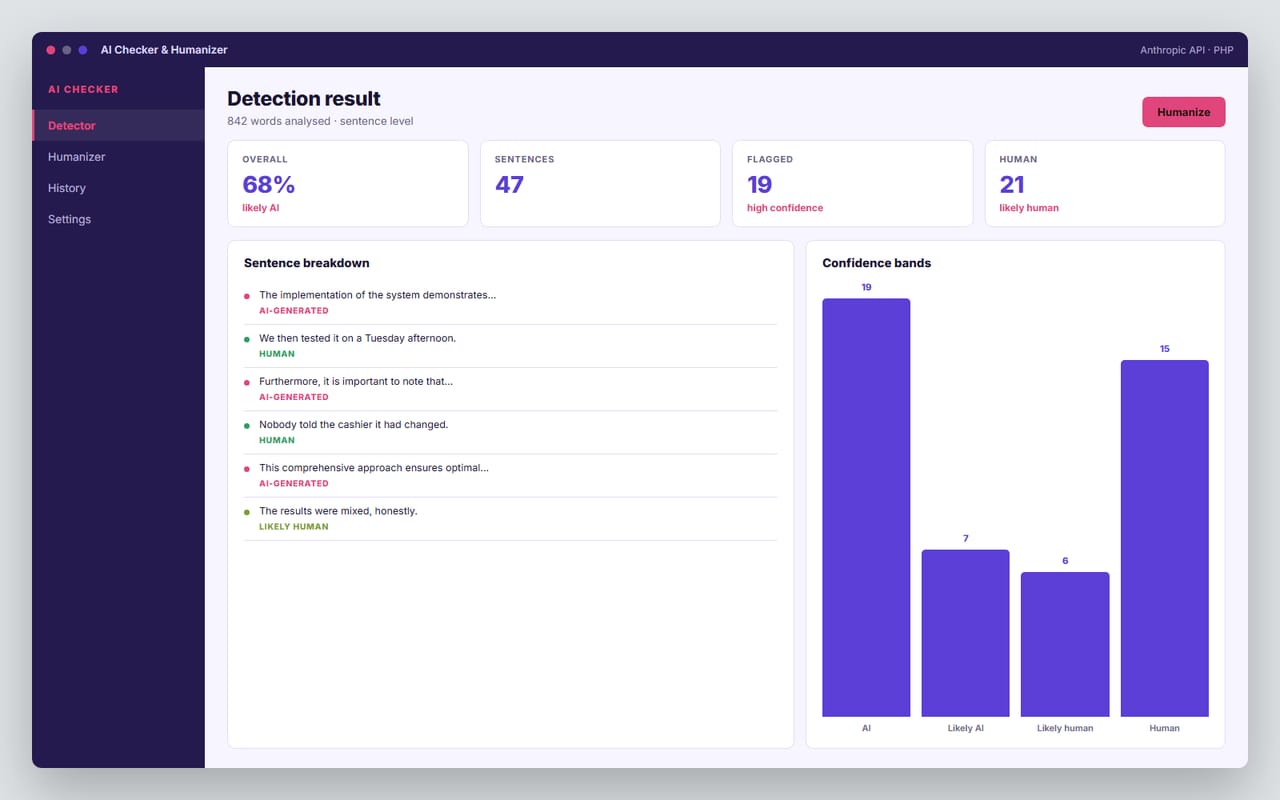 AI Checker & Humanizer
Anthropic API · PHP
AI CHECKER
Detector
Humanizer
History
Settings
Detection result
842 words analysed · sentence level
Humanize
OVERALL
68%
likely AI
SENTENCES
47
FLAGGED
19
high confidence
HUMAN
21
likely human
Sentence breakdown
The implementation of the system demonstrates...
AI-GENERATED
We then tested it on a Tuesday afternoon.
HUMAN
Furthermore, it is important to note that...
AI-GENERATED
Nobody told the cashier it had changed.
HUMAN
This comprehensive approach ensures optimal...
AI-GENERATED
The results were mixed, honestly.
LIKELY HUMAN
Confidence bands
19
7
6
15
AI
Likely AI
Likely human
Human